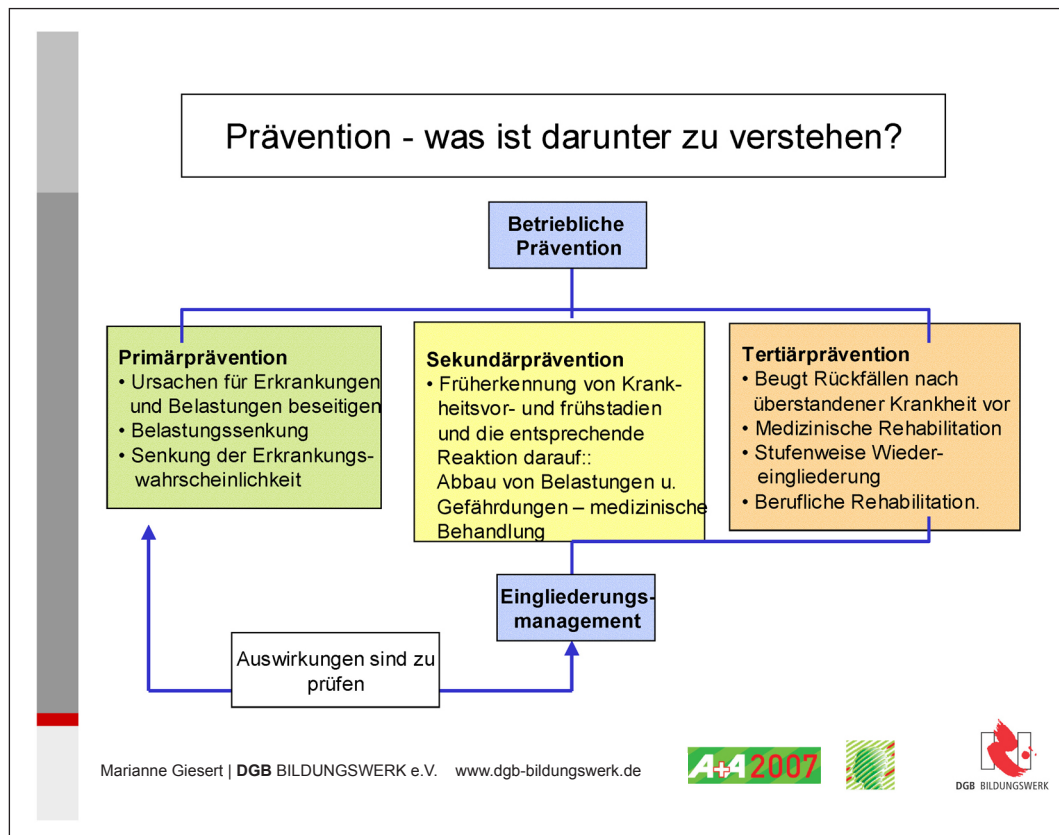 Prävention - was ist darunter zu verstehen?
Betriebliche
Prävention
Primärprävention
• Ursachen für Erkrankungen
und Belastungen beseitigen
• Belastungssenkung
• Senkung der Erkrankungs-
wahrscheinlichkeit
Sekundärprävention
• Früherkennung von Krank-
heitsvor- und frühstadien
und die entsprechende
Reaktion darauf::
Abbau von Belastungen u.
Gefährdungen – medizinische
Behandlung
Tertiärprävention
• Beugt Rückfällen nach
überstandener Krankheit vor
• Medizinische Rehabilitation
• Stufenweise Wieder-
eingliederung
• Berufliche Rehabilitation.
Eingliederungs-
management
Auswirkungen sind zu
prüfen
Marianne Giesert | DGB BILDUNGSWERK e.V. www.dgb-bildungswerk.de
A+A 2007
DGB BILDUNGSWERK